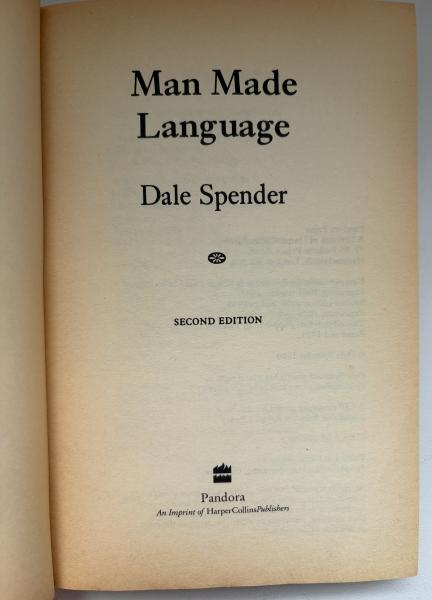 Man Made
Language
Dale Spender
SECOND EDITION
Pandora
An Imprint of HarperCollinsPublishers